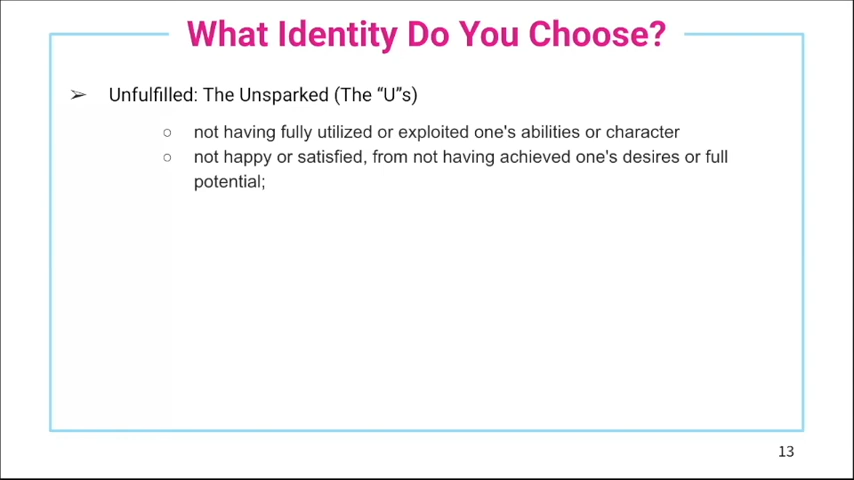 What Identity Do You Choose?
➢ Unfulfilled: The Unsparked (The “U”s)
○ not having fully utilized or exploited one's abilities or character
○ not happy or satisfied, from not having achieved one's desires or full
potential;
13